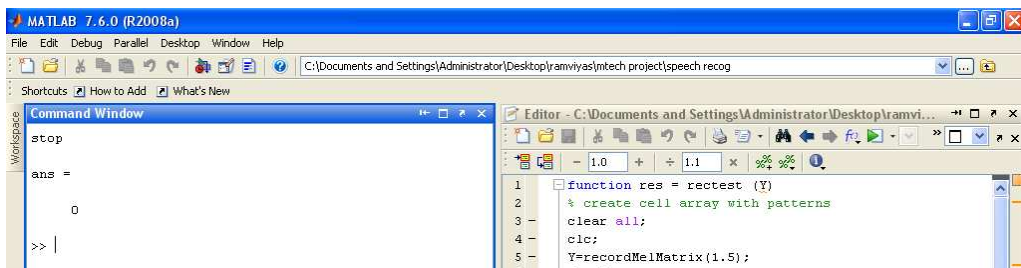 MATLAB 7.6.0 (R2008a)
File Edit Debug Parallel Desktop Window Help
C:\Documents and Settings\Administrator\Desktop\ramviyas\mtech project\speech recog
Shortcuts How to Add What's New
Workspace
Command Window
stop
ans =
0
>>
Editor - C:\Documents and Settings\Administrator\Desktop\ramvi...
- 1.0 + ÷ 1.1 ×
1 function res = rectest (Y)
2 % create cell array with patterns
3 - clear all;
4 - clc;
5 - Y=recordMelMatrix(1.5);